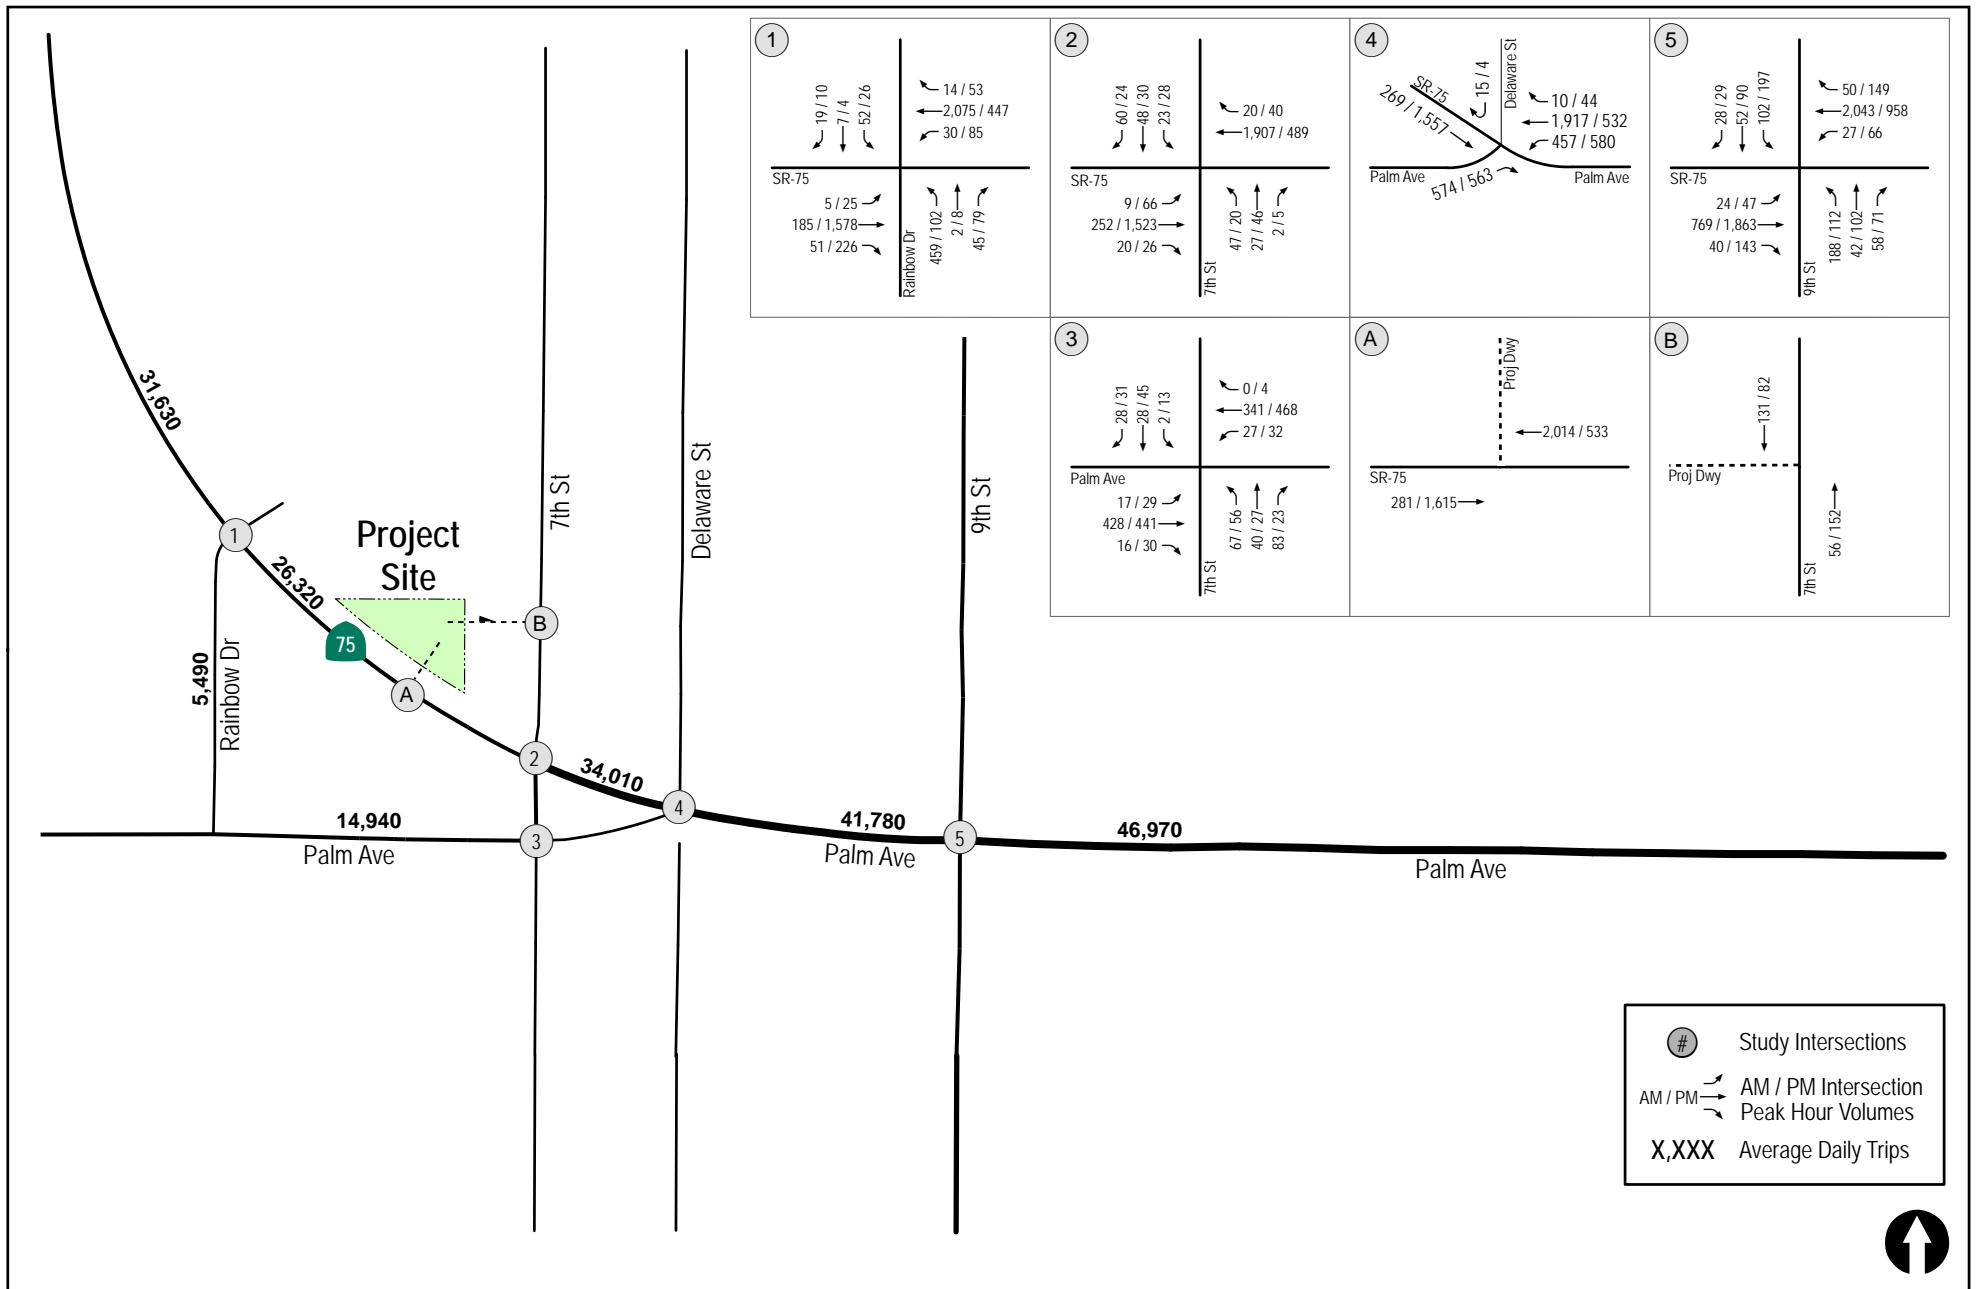 1
19 / 10
7 / 4
52 / 26
14 / 53
2,075 / 447
30 / 85
SR-75
5 / 25
185 / 1,578
51 / 226
Rainbow Dr
459 / 102
2 / 8
45 / 79
2
60 / 24
48 / 30
23 / 28
20 / 40
1,907 / 489
SR-75
9 / 66
252 / 1,523
20 / 26
7th St
47 / 20
27 / 46
2 / 5
4
SR-75
269 / 1,557
15 / 4
Delaware St
10 / 44
1,917 / 532
457 / 580
Palm Ave
574 / 563
Palm Ave
5
28 / 29
52 / 90
102 / 197
50 / 149
2,043 / 958
27 / 66
SR-75
24 / 47
769 / 1,863
40 / 143
9th St
188 / 112
42 / 102
58 / 71
3
28 / 31
28 / 45
2 / 13
0 / 4
341 / 468
27 / 32
Palm Ave
17 / 29
428 / 441
16 / 30
7th St
67 / 56
40 / 27
83 / 23
A
Proj Dwy
2,014 / 533
SR-75
281 / 1,615
B
131 / 82
Proj Dwy
7th St
56 / 152
31,630
1
26,320
Project
Site
75
A
B
7th St
Delaware St
9th St
5,490
Rainbow Dr
2
34,010
4
14,940
Palm Ave
3
41,780
Palm Ave
5
46,970
Palm Ave
# Study Intersections
AM / PM
AM / PM Intersection
Peak Hour Volumes
X,XXX Average Daily Trips